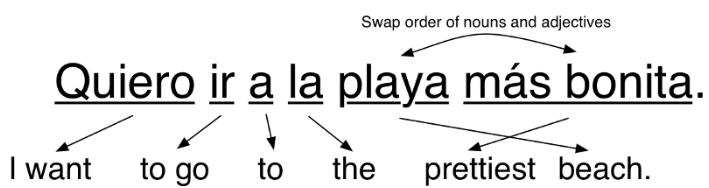 Swap order of nouns and adjectives
Quiero ir a la playa más bonita.
I want to go to the prettiest beach.